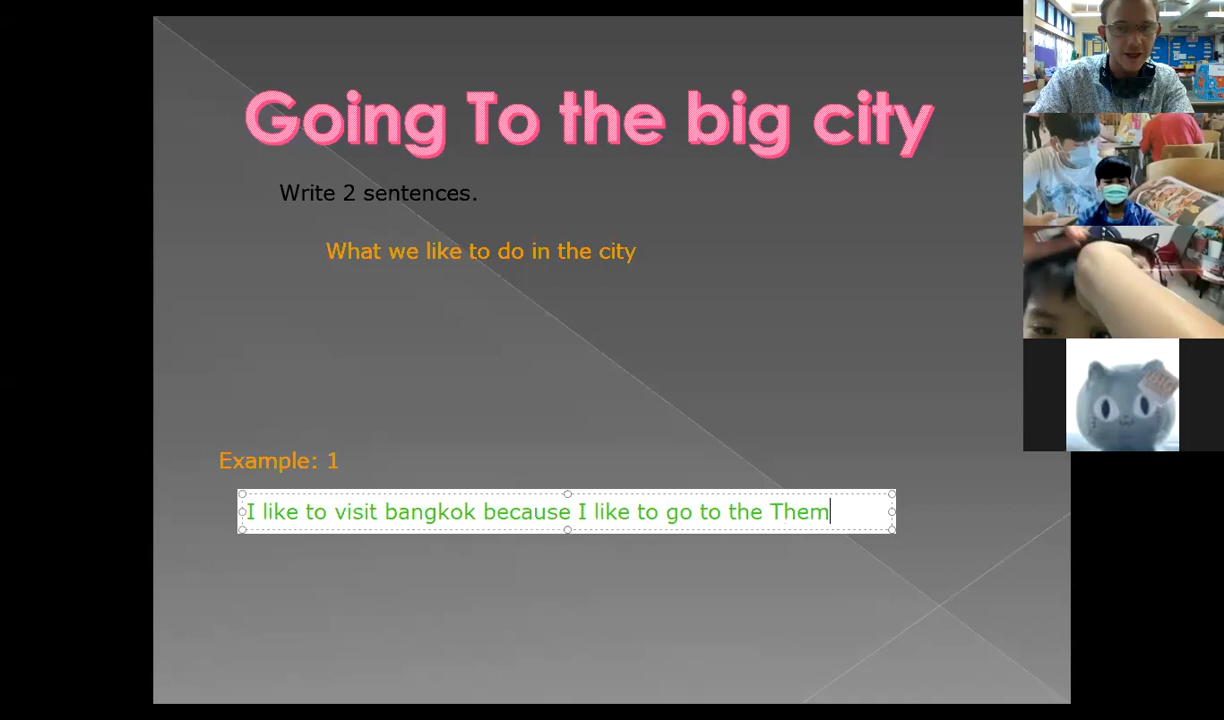 Going To the big city
Write 2 sentences.
What we like to do in the city
Example: 1
I like to visit bangkok because I like to go to the Them